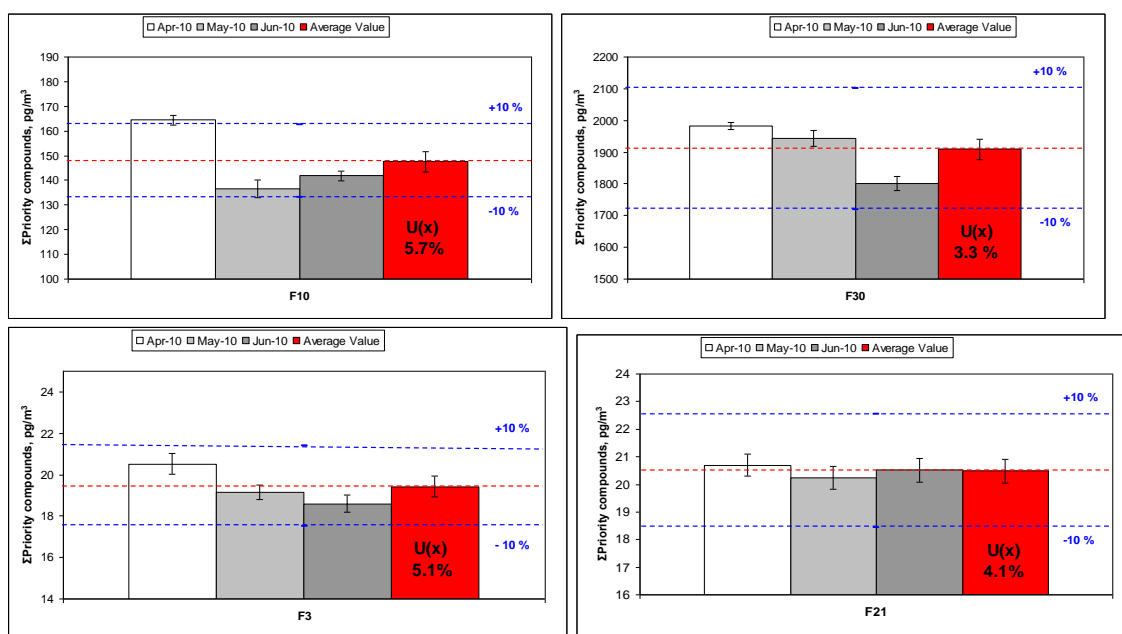 Apr-10 May-10 Jun-10 Average Value
ΣPriority compounds, pg/m³
190
180
170
160
150
140
130
120
110
100
+10 %
-10 %
U(x)
5.7%
F10
Apr-10 May-10 Jun-10 Average Value
ΣPriority compounds, pg/m³
2200
2100
2000
1900
1800
1700
1600
1500
+10 %
-10 %
U(x)
3.3 %
F30
Apr-10 May-10 Jun-10 Average Value
ΣPriority compounds, pg/m³
24
22
20
18
16
14
+10 %
- 10 %
U(x)
5.1%
F3
Apr-10 May-10 Jun-10 Average Value
ΣPriority compounds, pg/m³
24
23
22
21
20
19
18
17
16
+10 %
-10 %
U(x)
4.1%
F21